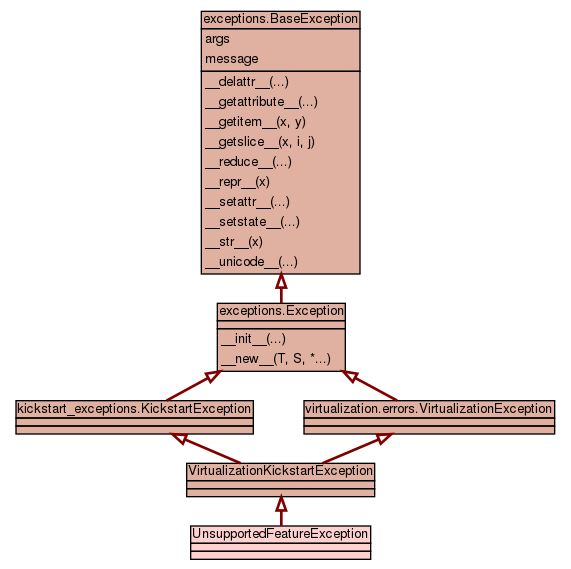 exceptions.BaseException
args
message
__delattr__(...)
__getattribute__(...)
__getitem__(x, y)
__getslice__(x, i, j)
__reduce__(...)
__repr__(x)
__setattr__(...)
__setstate__(...)
__str__(x)
__unicode__(...)
exceptions.Exception
__init__(...)
__new__(T, S, *...)
kickstart_exceptions.KickstartException
virtualization.errors.VirtualizationException
VirtualizationKickstartException
UnsupportedFeatureException